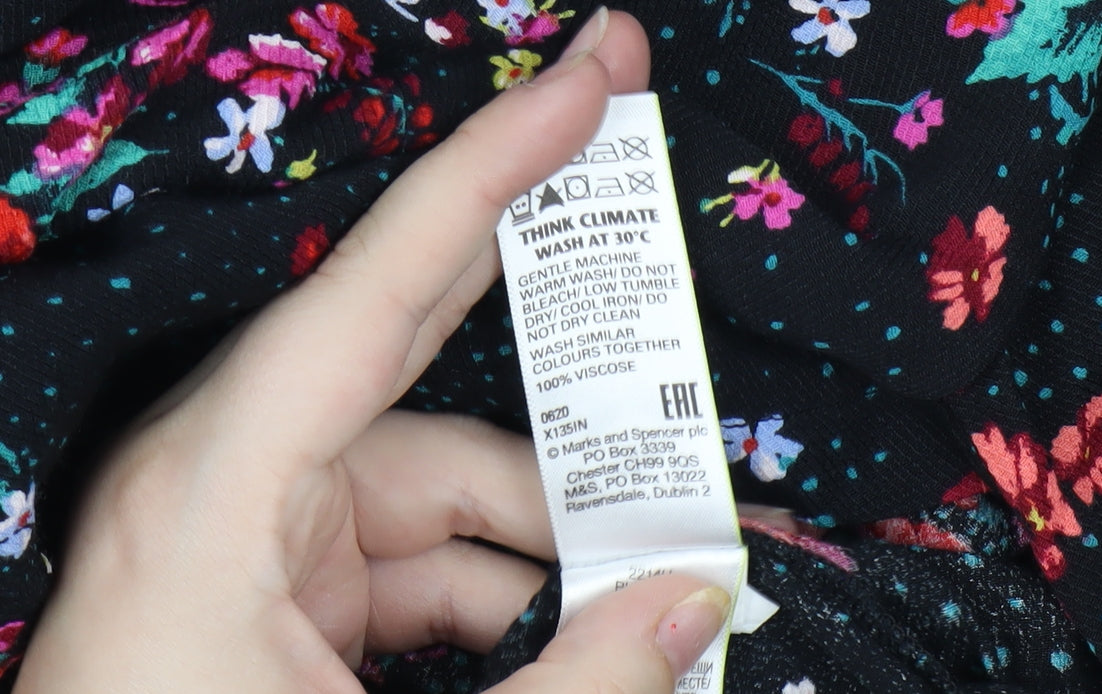 THINK CLIMATE
WASH AT 30°C
GENTLE MACHINE
WARM WASH/ DO NOT
BLEACH/ LOW TUMBLE
DRY/ COOL IRON/ DO
NOT DRY CLEAN
WASH SIMILAR
COLOURS TOGETHER
100% VISCOSE
0620
X135IN
EAC
© Marks and Spencer plc
PO Box 3339
Chester CH99 9QS
M&S, PO Box 13022
Ravensdale, Dublin 2